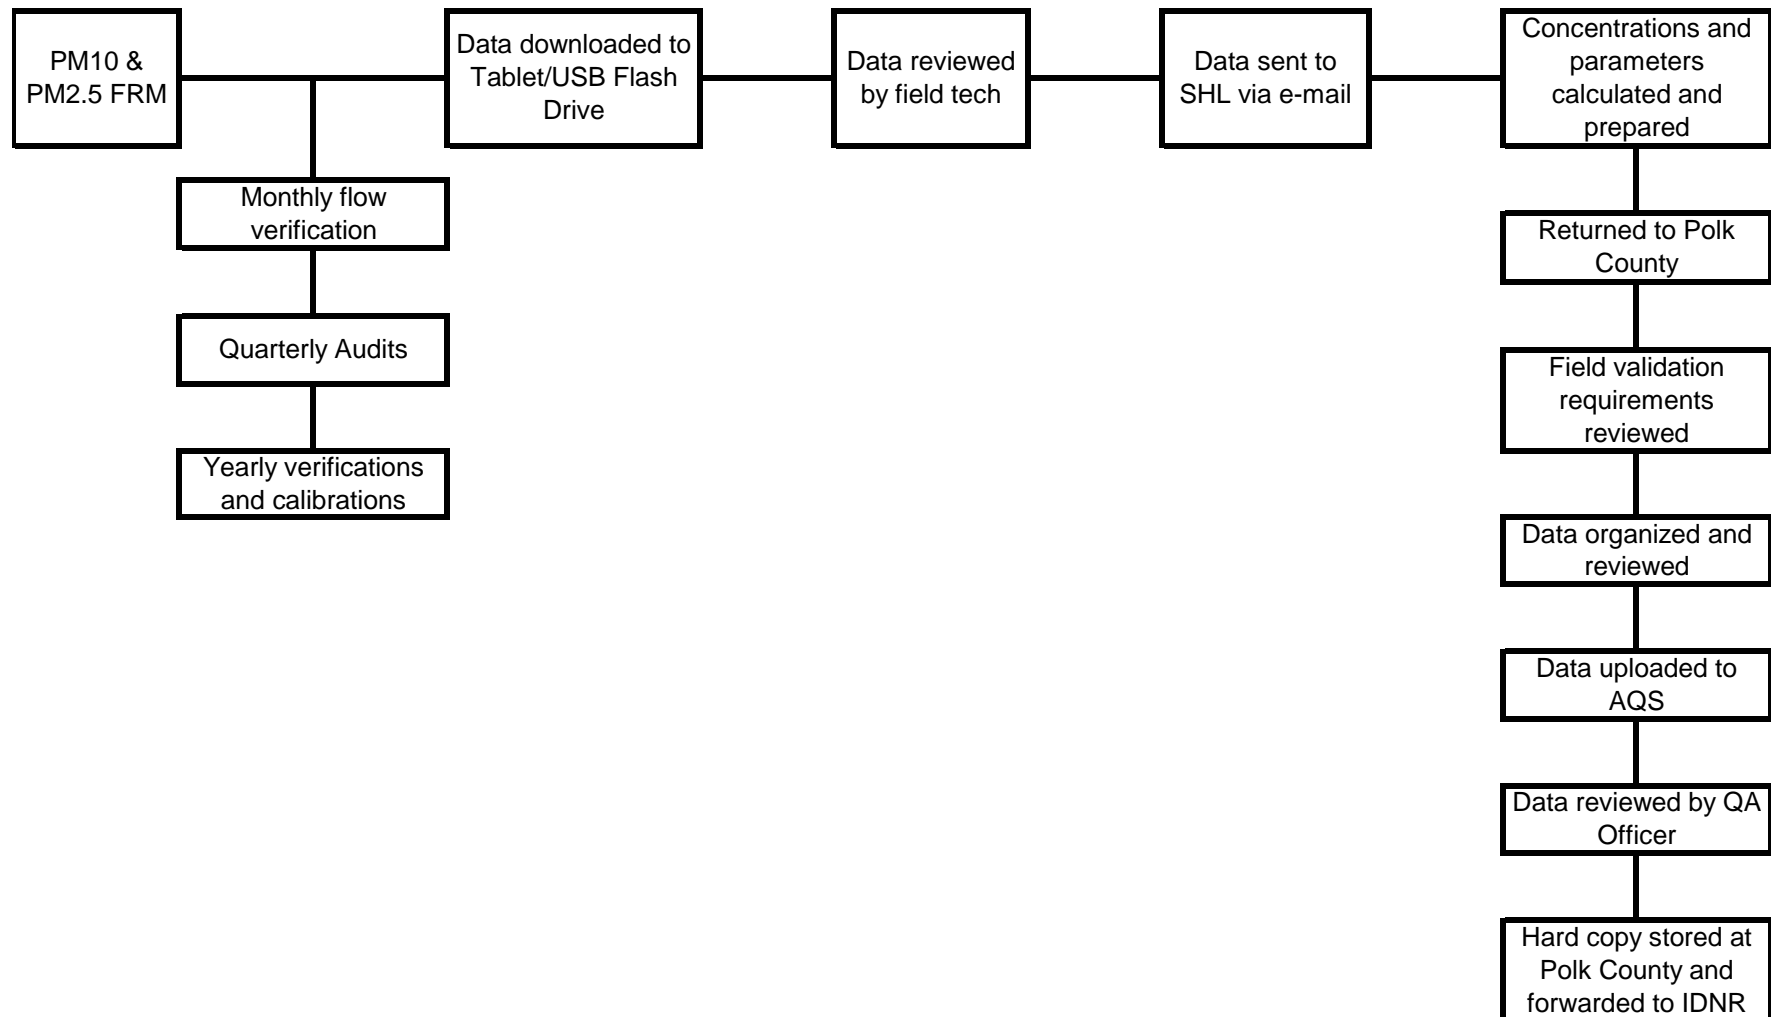 PM10 &
PM2.5 FRM
Data downloaded to
Tablet/USB Flash
Drive
Data reviewed
by field tech
Data sent to
SHL via e-mail
Concentrations and
parameters
calculated and
prepared
Monthly flow
verification
Quarterly Audits
Yearly verifications
and calibrations
Returned to Polk
County
Field validation
requirements
reviewed
Data organized and
reviewed
Data uploaded to
AQS
Data reviewed by QA
Officer
Hard copy stored at
Polk County and
forwarded to IDNR